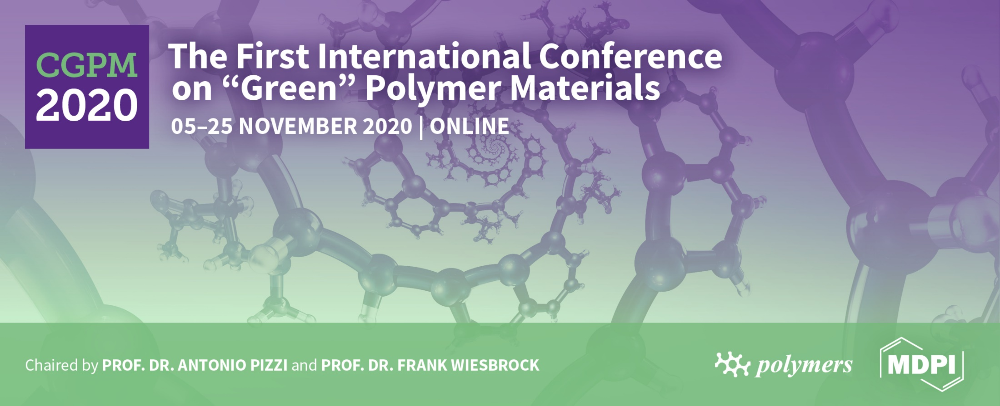 CGPM
2020
The First International Conference
on “Green” Polymer Materials
05–25 NOVEMBER 2020 | ONLINE
Chaired by PROF. DR. ANTONIO PIZZI and PROF. DR. FRANK WIESBROCK
polymers
MDPI